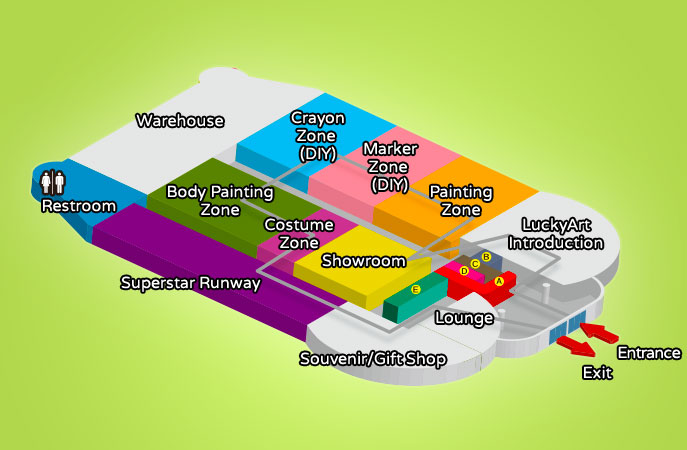 Warehouse
Crayon
Zone
(DIY)
Marker
Zone
(DIY)
Painting
Zone
Restroom
Body Painting
Zone
Costume
Zone
LuckyArt
Introduction
Showroom
Superstar Runway
B
C
D
A
E
Lounge
Souvenir/Gift Shop
Entrance
Exit